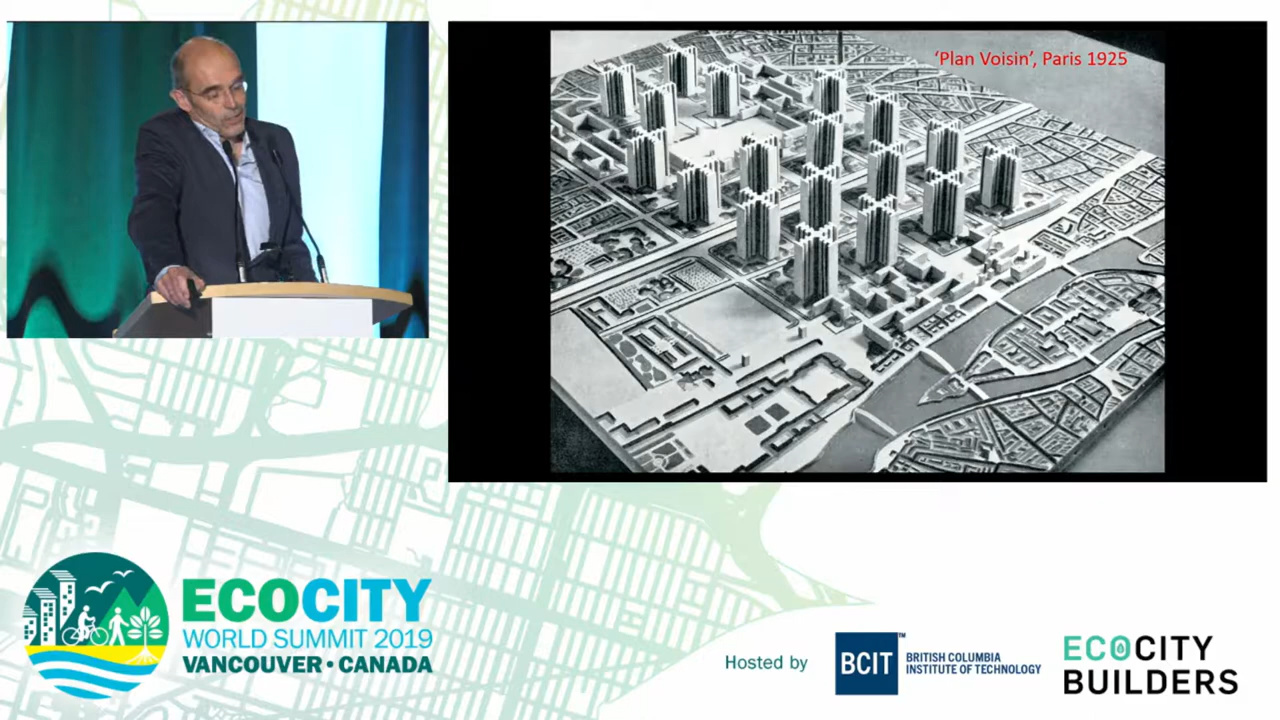 ‘Plan Voisin’, Paris 1925
ECOCITY
WORLD SUMMIT 2019
VANCOUVER • CANADA
Hosted by
BCIT™
BRITISH COLUMBIA
INSTITUTE OF TECHNOLOGY
ECOCITY
BUILDERS